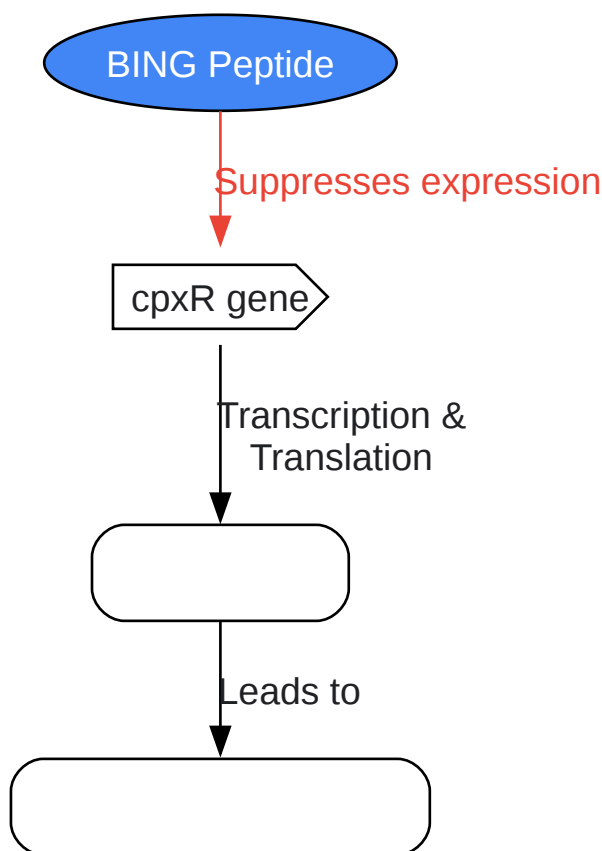 BING Peptide
Suppresses expression
cpxR gene
Transcription &
Translation
Leads to